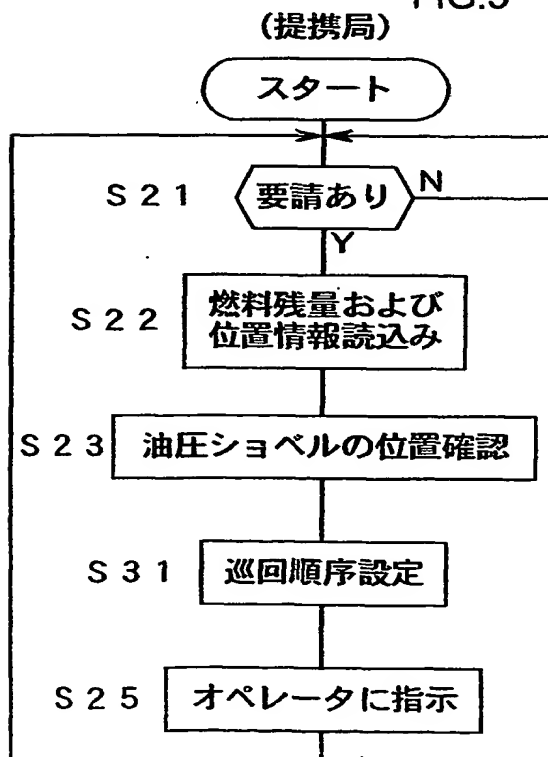 (提携局)
スタート
S21 要請あり N
Y
S22 燃料残量および
位置情報読込み
S23 油圧ショベルの位置確認
S31 巡回順序設定
S25 オペレータに指示